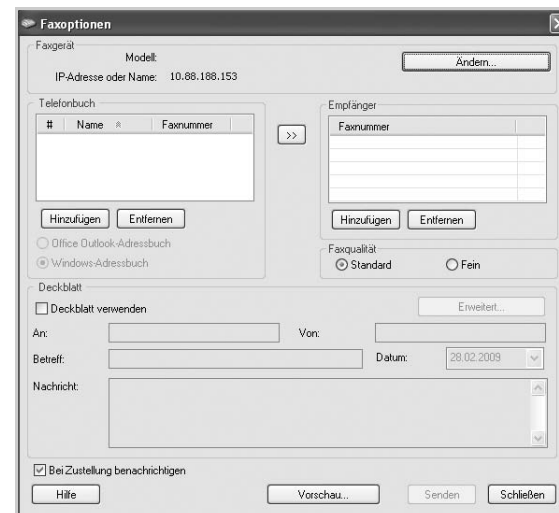 Faxoptionen
Faxgerät
Modell:
Ändern...
IP-Adresse oder Name: 10.88.188.153
Telefonbuch
# Name Faxnummer
>>
Hinzufügen Entfernen
Office Outlook-Adressbuch
Windows-Adressbuch
Empfänger
Faxnummer
Hinzufügen Entfernen
Faxqualität
Standard Fein
Deckblatt
Deckblatt verwenden Erweitert...
An: Von:
Betreff: Datum: 28.02.2009
Nachricht:
Bei Zustellung benachrichtigen
Hilfe Vorschau... Senden Schließen